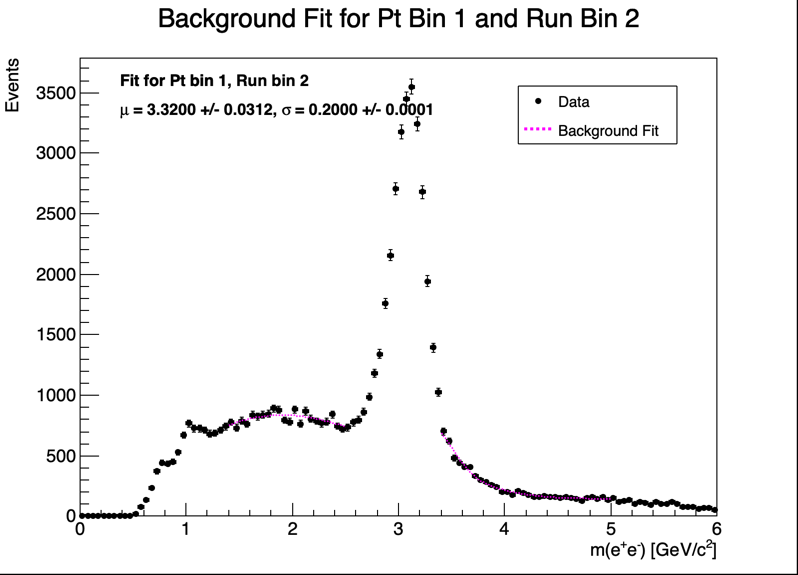 Background Fit for Pt Bin 1 and Run Bin 2
Events
Fit for Pt bin 1, Run bin 2
μ = 3.3200 +/- 0.0312, σ = 0.2000 +/- 0.0001
Data
Background Fit
3500
3000
2500
2000
1500
1000
500
0
0 1 2 3 4 5 6
m(e⁺e⁻) [GeV/c²]